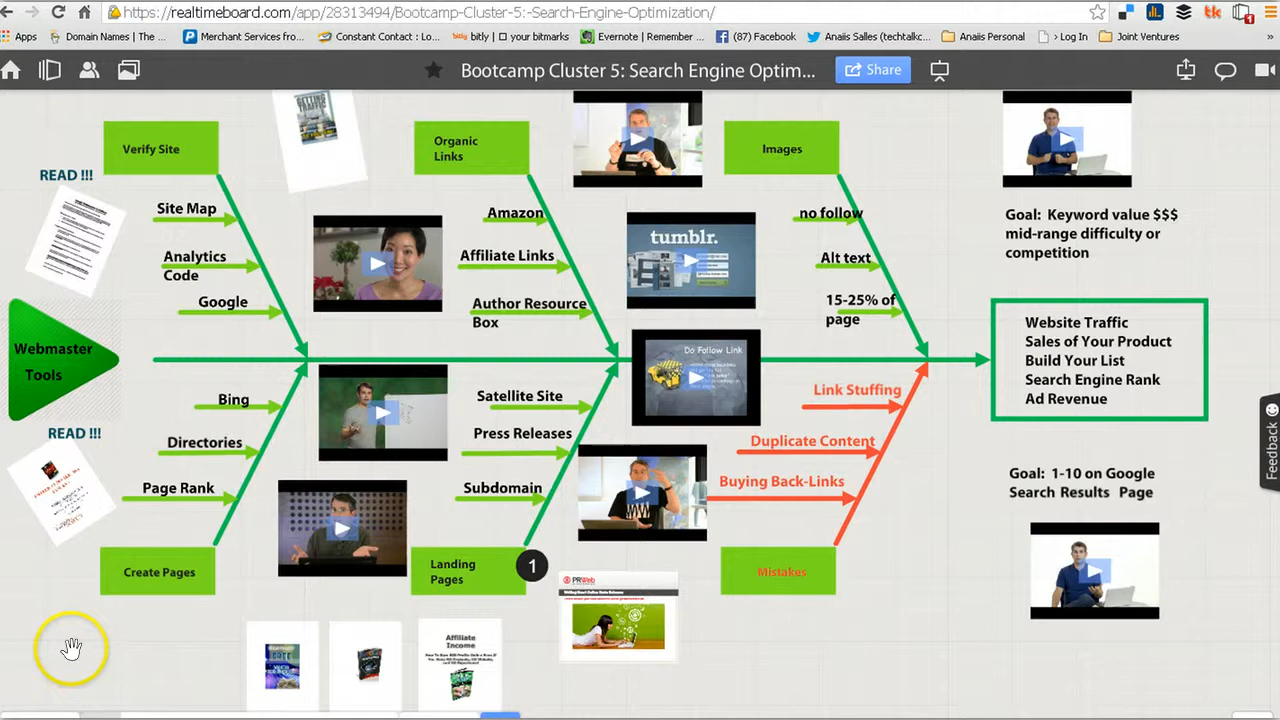 https://realtimeboard.com/app/28313494/Bootcamp-Cluster-5:-Search-Engine-Optimization/
Apps
Domain Names | The ...
Merchant Services fro...
Constant Contact : Lo...
bitly | your bitmarks
Evernote | Remember ...
(87) Facebook
Anaiis Salles (techtalkc...
Anaiis Personal
> Log In
Joint Ventures
Bootcamp Cluster 5: Search Engine Optim...
Share
Verify Site
Organic
Links
Images
READ !!!
Site Map
Analytics
Code
Google
Amazon
Affiliate Links
Author Resource
Box
tumblr.
no follow
Alt text
15-25% of
page
Goal: Keyword value $$$
mid-range difficulty or
competition
Webmaster
Tools
Do Follow Link
Website Traffic
Sales of Your Product
Build Your List
Search Engine Rank
Ad Revenue
Bing
Directories
Page Rank
READ !!!
Satellite Site
Press Releases
Subdomain
Link Stuffing
Duplicate Content
Buying Back-Links
Goal: 1-10 on Google
Search Results Page
Feedback
Create Pages
Landing
Pages
1
Mistakes
PRWeb
Affiliate
Income